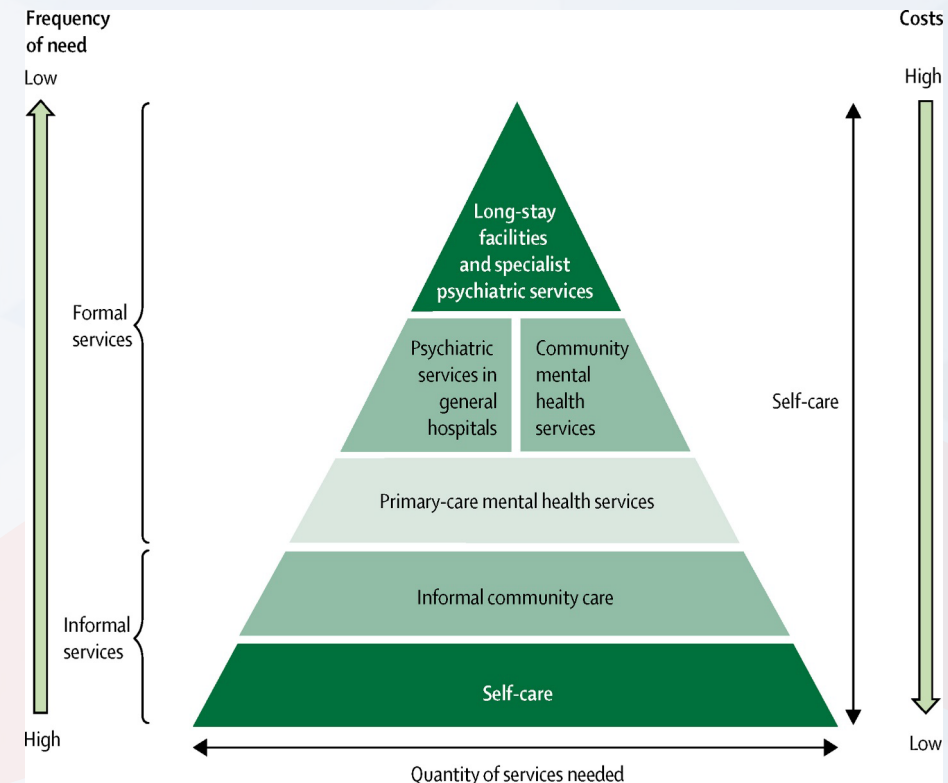 Frequency
of need
Low
Costs
High
Long-stay
facilities
and specialist
psychiatric services
Formal
services
Psychiatric
services in
general
hospitals
Community
mental
health
services
Self-care
Primary-care mental health services
Informal community care
Informal
services
Self-care
High
Low
Quantity of services needed